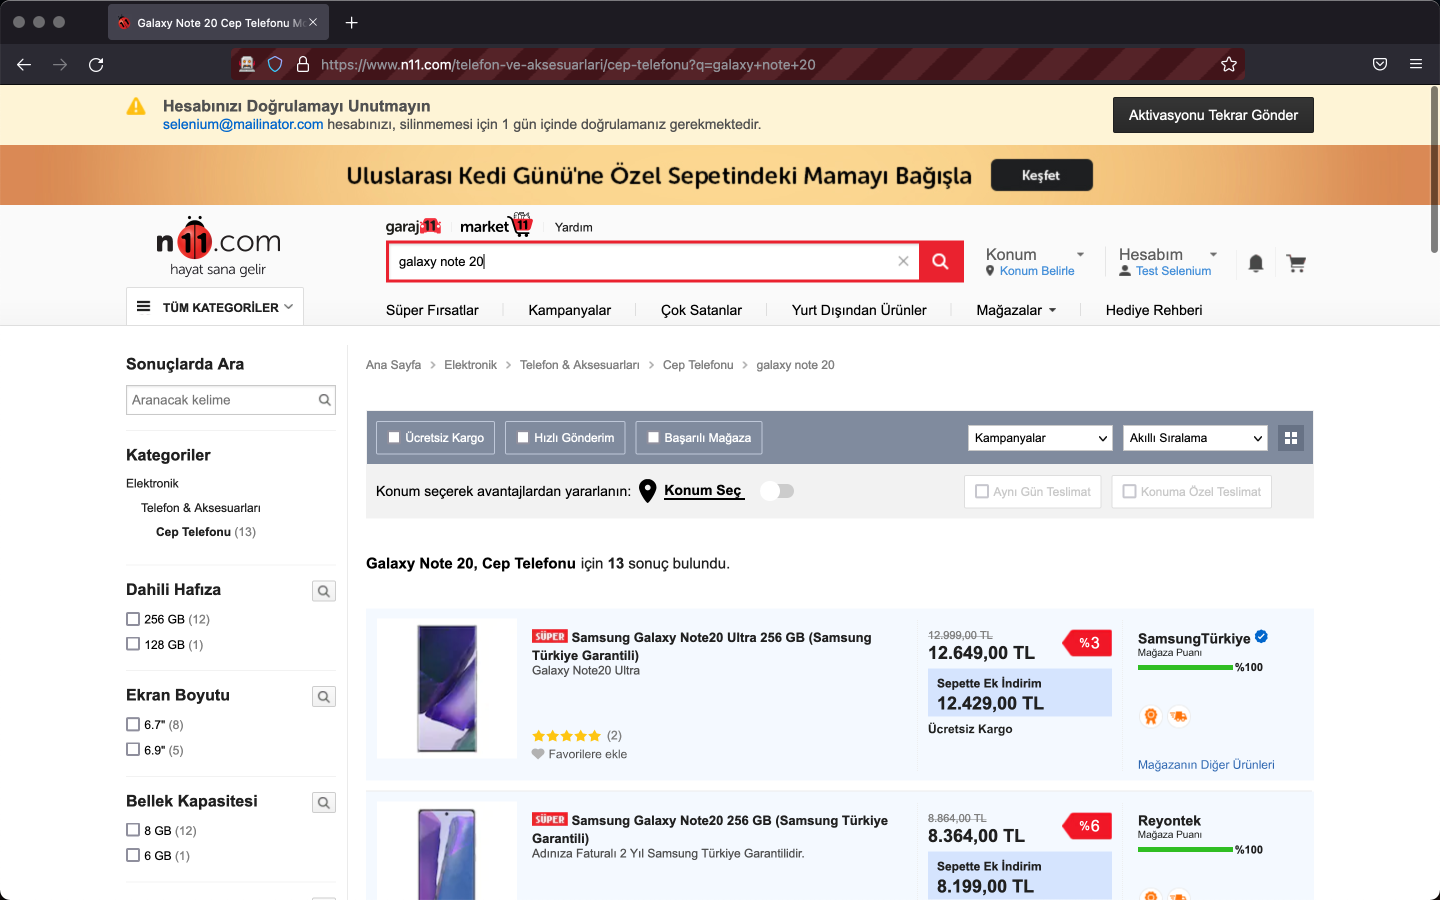 Galaxy Note 20 Cep Telefonu Mo
https://www.n11.com/telefon-ve-aksesuarlari/cep-telefonu?q=galaxy+note+20
Hesabınızı Doğrulamayı Unutmayın
selenium@mailinator.com hesabınızı, silinmemesi için 1 gün içinde doğrulamanız gerekmektedir.
Aktivasyonu Tekrar Gönder
Uluslarası Kedi Günü'ne Özel Sepetindeki Mamayı Bağışla
Keşfet
n11.com
hayat sana gelir
garaj11
market11
Yardım
galaxy note 20
Konum
Konum Belirle
Hesabım
Test Selenium
TÜM KATEGORİLER
Süper Fırsatlar
Kampanyalar
Çok Satanlar
Yurt Dışından Ürünler
Mağazalar
Hediye Rehberi
Sonuçlarda Ara
Aranacak kelime
Kategoriler
Elektronik
Telefon & Aksesuarları
Cep Telefonu (13)
Dahili Hafıza
256 GB (12)
128 GB (1)
Ekran Boyutu
6.7" (8)
6.9" (5)
Bellek Kapasitesi
8 GB (12)
6 GB (1)
Ana Sayfa > Elektronik > Telefon & Aksesuarları > Cep Telefonu > galaxy note 20
Ücretsiz Kargo
Hızlı Gönderim
Başarılı Mağaza
Kampanyalar
Akıllı Sıralama
Konum seçerek avantajlardan yararlanın:
Konum Seç
Aynı Gün Teslimat
Konuma Özel Teslimat
Galaxy Note 20, Cep Telefonu için 13 sonuç bulundu.
SÜPER Samsung Galaxy Note20 Ultra 256 GB (Samsung
Türkiye Garantili)
Galaxy Note20 Ultra
(2)
Favorilere ekle
12.999,00 TL
12.649,00 TL
%3
Sepette Ek İndirim
12.429,00 TL
Ücretsiz Kargo
SamsungTürkiye
Mağaza Puanı
%100
Mağazanın Diğer Ürünleri
SÜPER Samsung Galaxy Note20 256 GB (Samsung Türkiye
Garantili)
Adınıza Faturalı 2 Yıl Samsung Türkiye Garantilidir.
8.864,00 TL
8.364,00 TL
%6
Sepette Ek İndirim
8.199,00 TL
Reyontek
Mağaza Puanı
%100